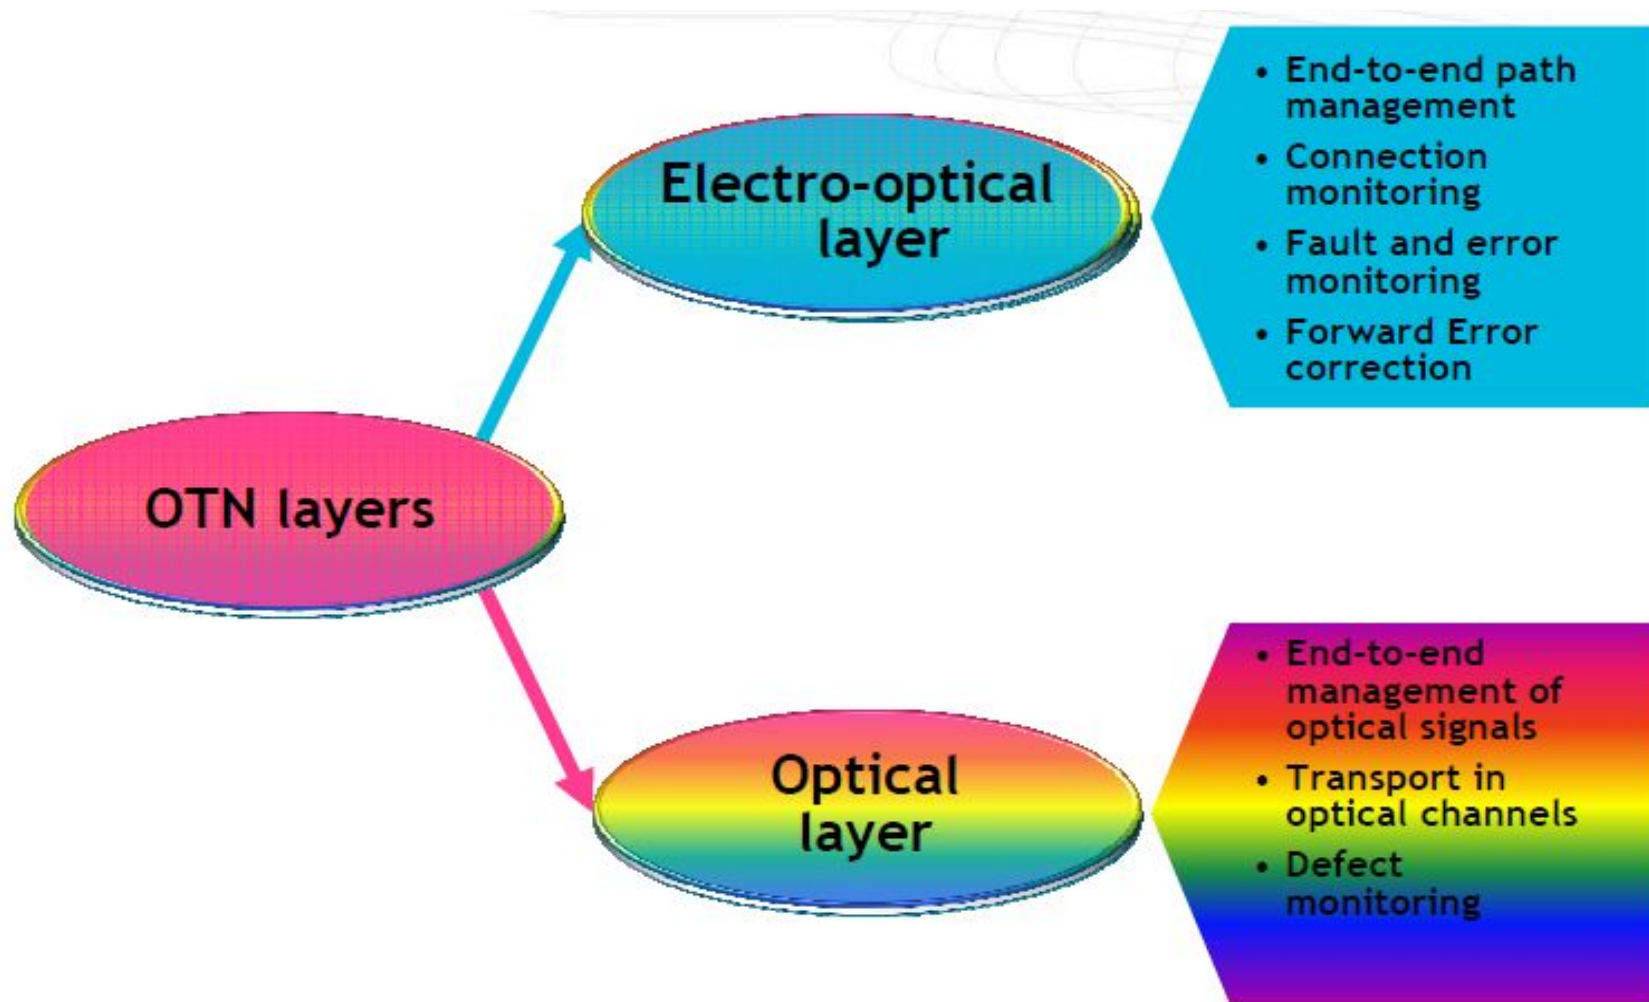 • End-to-end path
management
• Connection
monitoring
• Fault and error
monitoring
• Forward Error
correction
Electro-optical
layer
OTN layers
Optical
layer
• End-to-end
management of
optical signals
• Transport in
optical channels
• Defect
monitoring